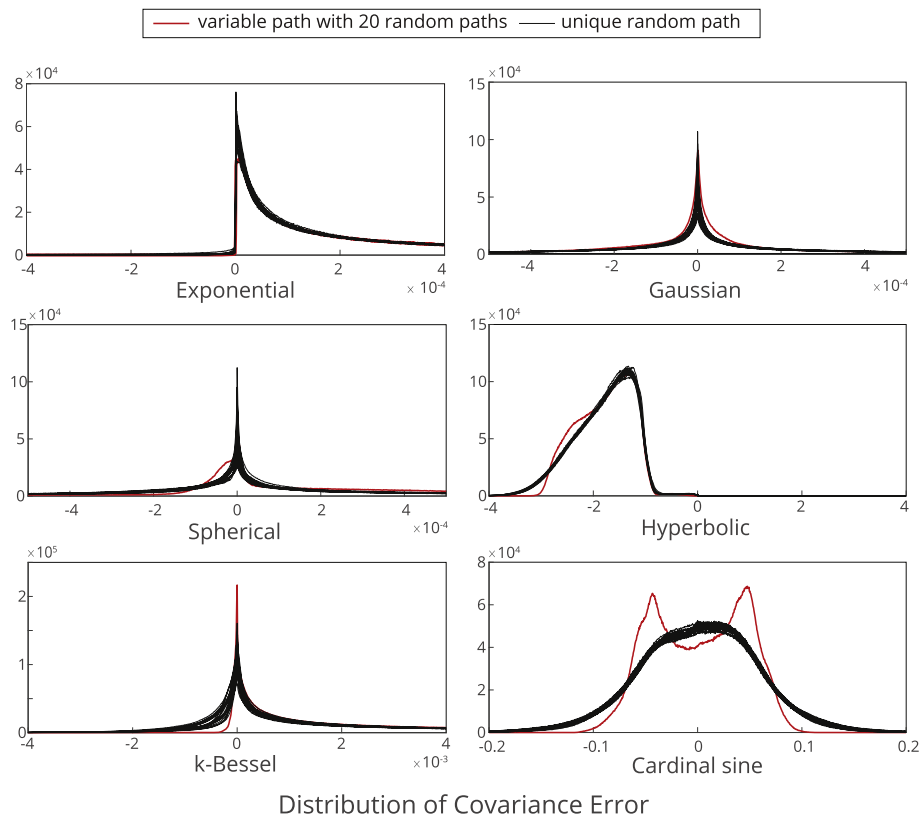 variable path with 20 random paths unique random path
×10⁴
8
6
4
2
0
-4 -2 0 2 4
Exponential × 10⁻⁴
×10⁴
15
10
5
0
-4 -2 0 2 4
Gaussian ×10⁻⁴
×10⁴
15
10
5
0
-4 -2 0 2 4
Spherical ×10⁻⁴
×10⁴
15
10
5
0
-4 -2 0 2 4
Hyperbolic
×10⁵
2
1
0
-4 -2 0 2 4
k-Bessel ×10⁻³
×10⁴
8
6
4
2
0
-0.2 -0.1 0 0.1 0.2
Cardinal sine
Distribution of Covariance Error